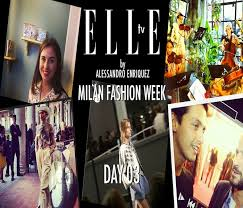 ELLE
tv
by
ALESSANDRO ENRIQUEZ
MILAN FASHION WEEK
DAY 03